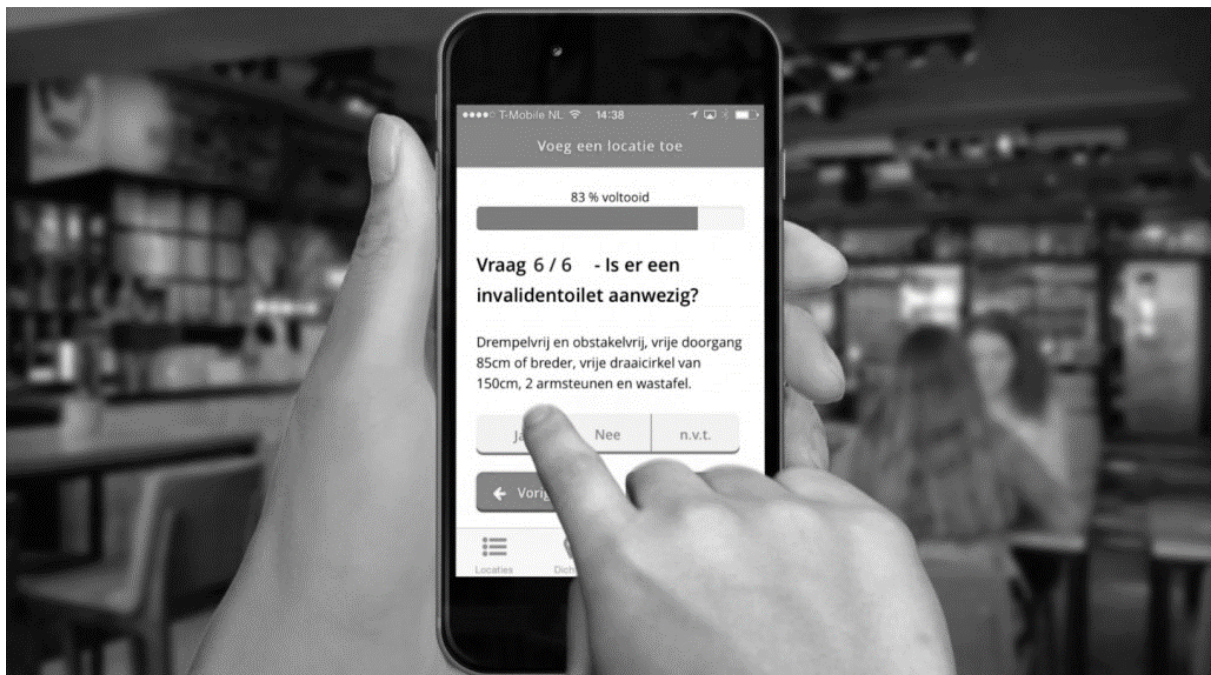 T-Mobile NL 14:38
Voeg een locatie toe
83 % voltooid
Vraag 6 / 6 - Is er een
invalidentoilet aanwezig?
Drempelvrij en obstakelvrij, vrije doorgang
85cm of breder, vrije draaicirkel van
150cm, 2 armsteunen en wastafel.
Nee n.v.t.
Locaties